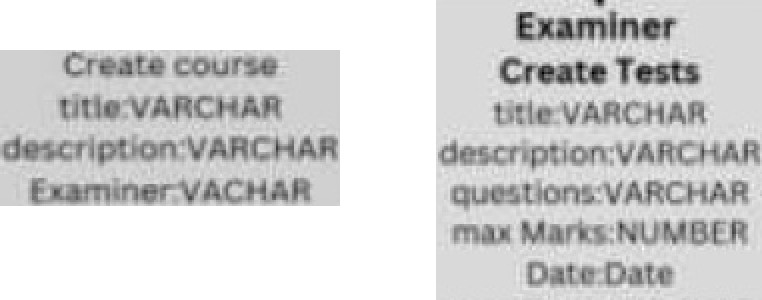 Create course
title:VARCHAR
description:VARCHAR
Examiner:VACHAR
Examiner
Create Tests
title:VARCHAR
description:VARCHAR
questions:VARCHAR
max Marks:NUMBER
Date:Date